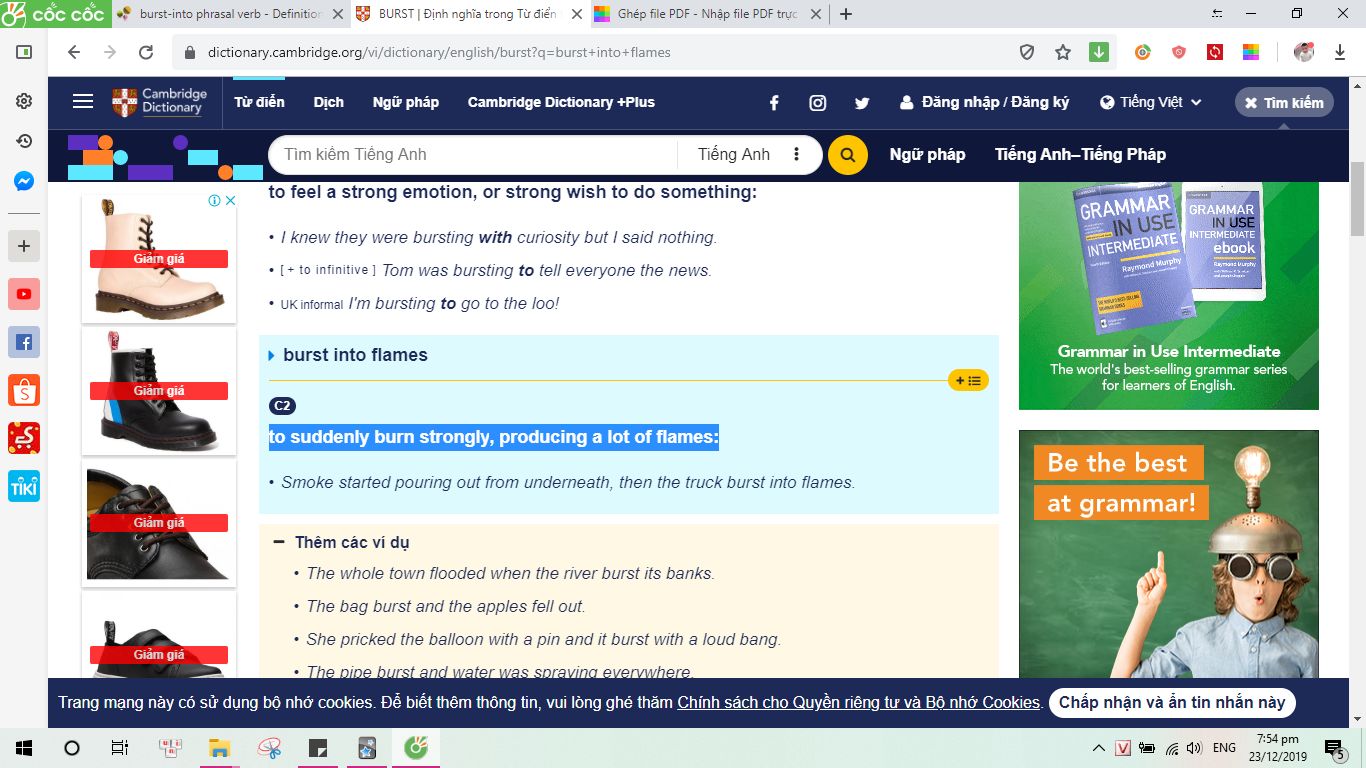 cốc cốc
burst-into phrasal verb - Definition
BURST | Định nghĩa trong Từ điển
Ghép file PDF - Nhập file PDF trực
dictionary.cambridge.org/vi/dictionary/english/burst?q=burst+into+flames
Cambridge
Dictionary
Từ điển
Dịch
Ngữ pháp
Cambridge Dictionary +Plus
Đăng nhập / Đăng ký
Tiếng Việt
Tìm kiếm
Tìm kiếm Tiếng Anh
Tiếng Anh
Ngữ pháp
Tiếng Anh–Tiếng Pháp
to feel a strong emotion, or strong wish to do something:
• I knew they were bursting with curiosity but I said nothing.
• [ + to infinitive ] Tom was bursting to tell everyone the news.
• UK informal I'm bursting to go to the loo!
burst into flames
C2
to suddenly burn strongly, producing a lot of flames:
• Smoke started pouring out from underneath, then the truck burst into flames.
Thêm các ví dụ
• The whole town flooded when the river burst its banks.
• The bag burst and the apples fell out.
• She pricked the balloon with a pin and it burst with a loud bang.
• The pipe burst and water was spraying everywhere.
Giảm giá
Giảm giá
Giảm giá
Giảm giá
TIKI
GRAMMAR
IN USE
INTERMEDIATE
Raymond Murphy
GRAMMAR
IN USE
INTERMEDIATE
ebook
Raymond Murphy
Grammar in Use Intermediate
The world's best-selling grammar series
for learners of English.
Be the best
at grammar!
Trang mạng này có sử dụng bộ nhớ cookies. Để biết thêm thông tin, vui lòng ghé thăm Chính sách cho Quyền riêng tư và Bộ nhớ Cookies.
Chấp nhận và ẩn tin nhắn này
ENG
7:54 pm
23/12/2019
5